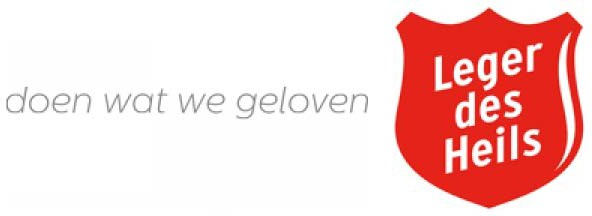 doen wat we geloven
Leger
des
Heils